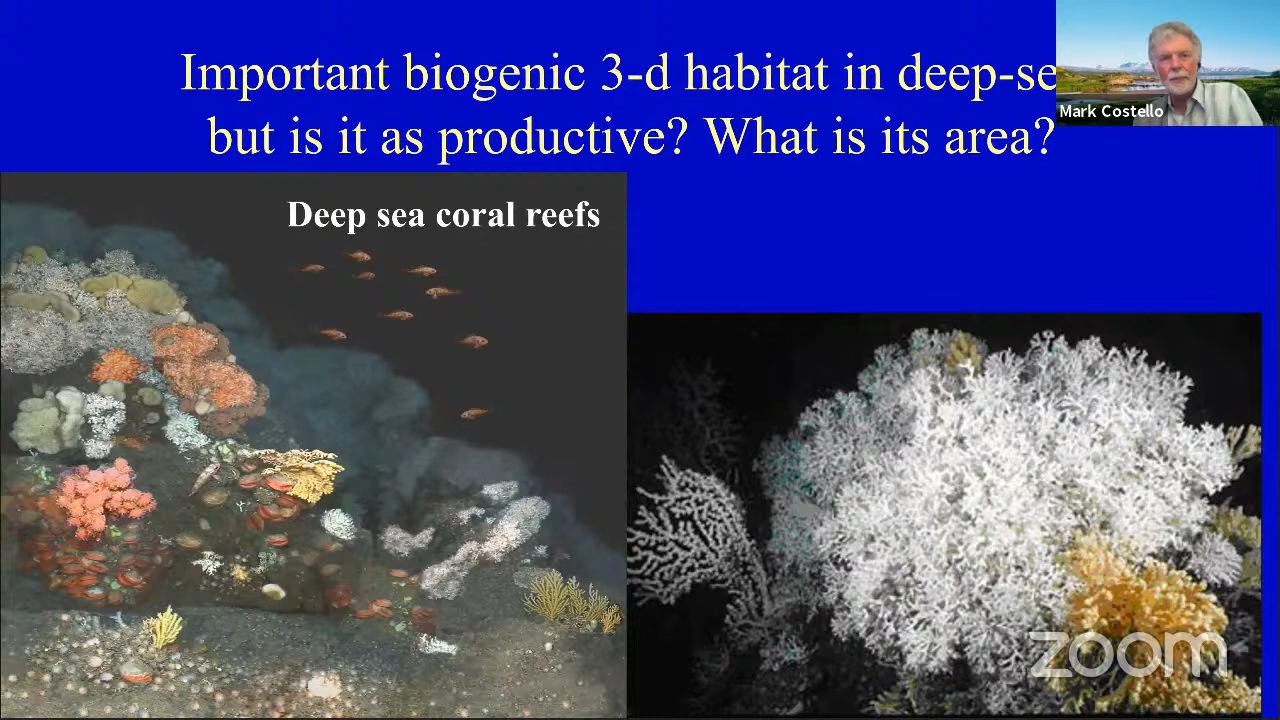 Important biogenic 3-d habitat in deep-se
but is it as productive? What is its area?
Mark Costello
Deep sea coral reefs
zoom